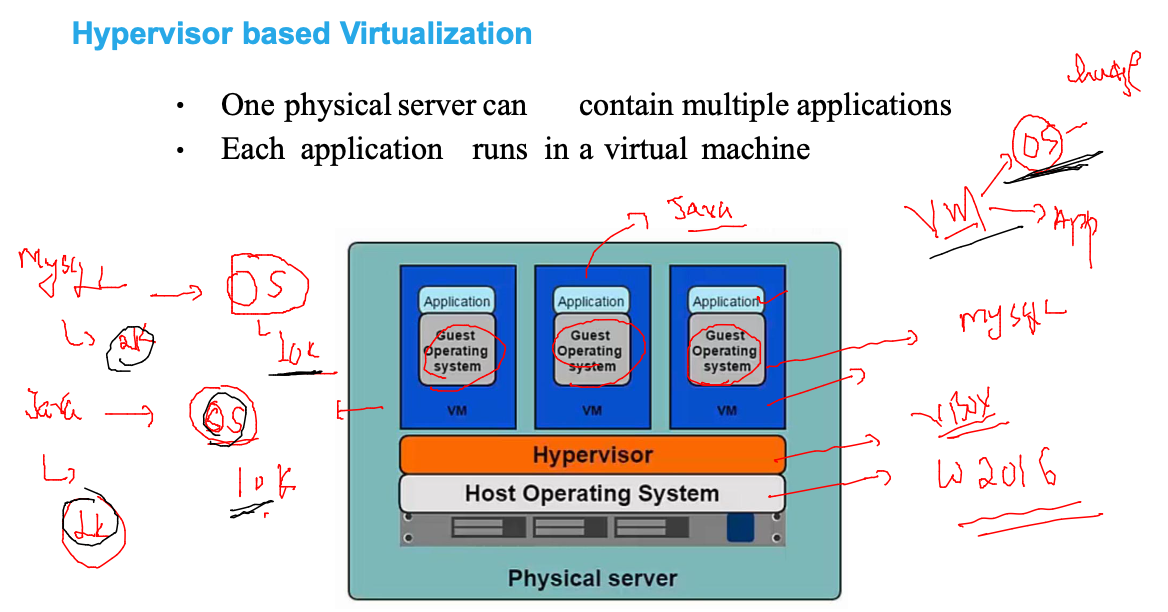 Hypervisor based Virtualization
• One physical server can contain multiple applications
• Each application runs in a virtual machine
OS
VM
App
Java
MySQL
OS
2k
10k
Java
OS
10k
2k
Application
Guest
Operating
system
VM
Application
Guest
Operating
system
VM
Application
Guest
Operating
system
VM
MySQL
VBOX
W 2016
Hypervisor
Host Operating System
Physical server